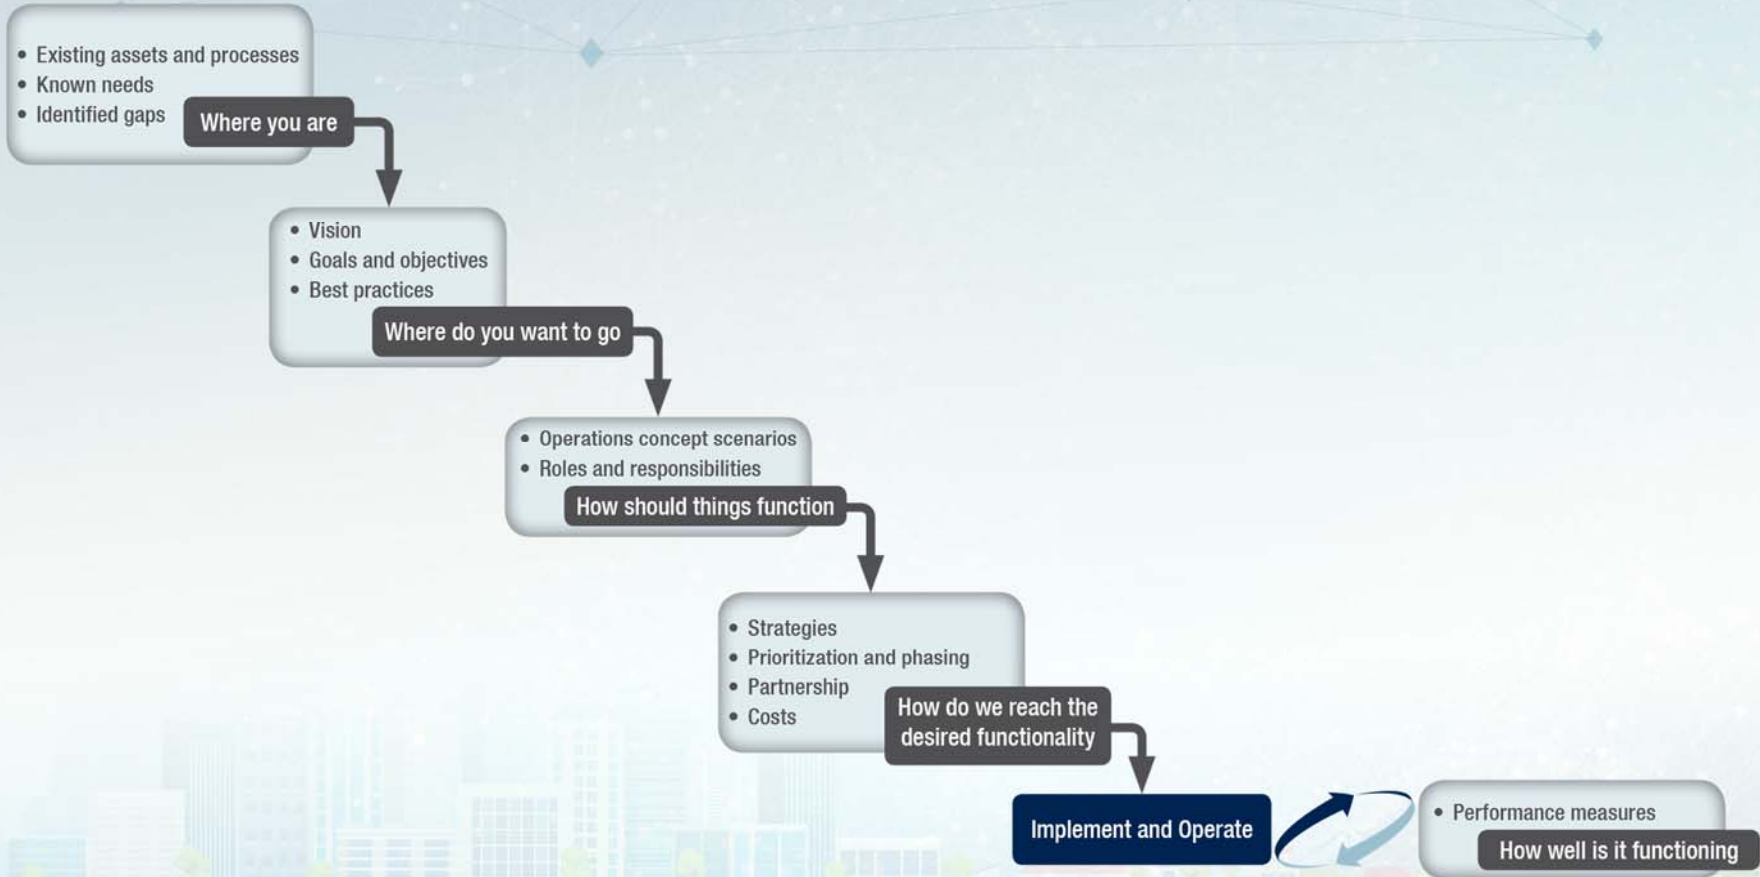 • Existing assets and processes
• Known needs
• Identified gaps
Where you are
• Vision
• Goals and objectives
• Best practices
Where do you want to go
• Operations concept scenarios
• Roles and responsibilities
How should things function
• Strategies
• Prioritization and phasing
• Partnership
• Costs
How do we reach the
desired functionality
Implement and Operate
• Performance measures
How well is it functioning